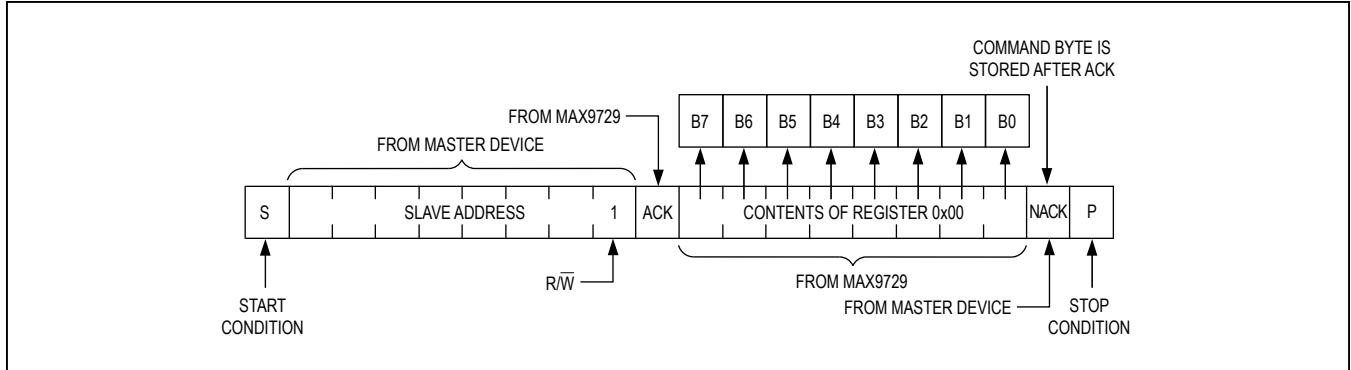 COMMAND BYTE IS
STORED AFTER ACK
FROM MAX9729
B7 B6 B5 B4 B3 B2 B1 B0
FROM MASTER DEVICE
S SLAVE ADDRESS 1 ACK CONTENTS OF REGISTER 0x00 NACK P
R/W̅
FROM MAX9729
FROM MASTER DEVICE
START
CONDITION
STOP
CONDITION